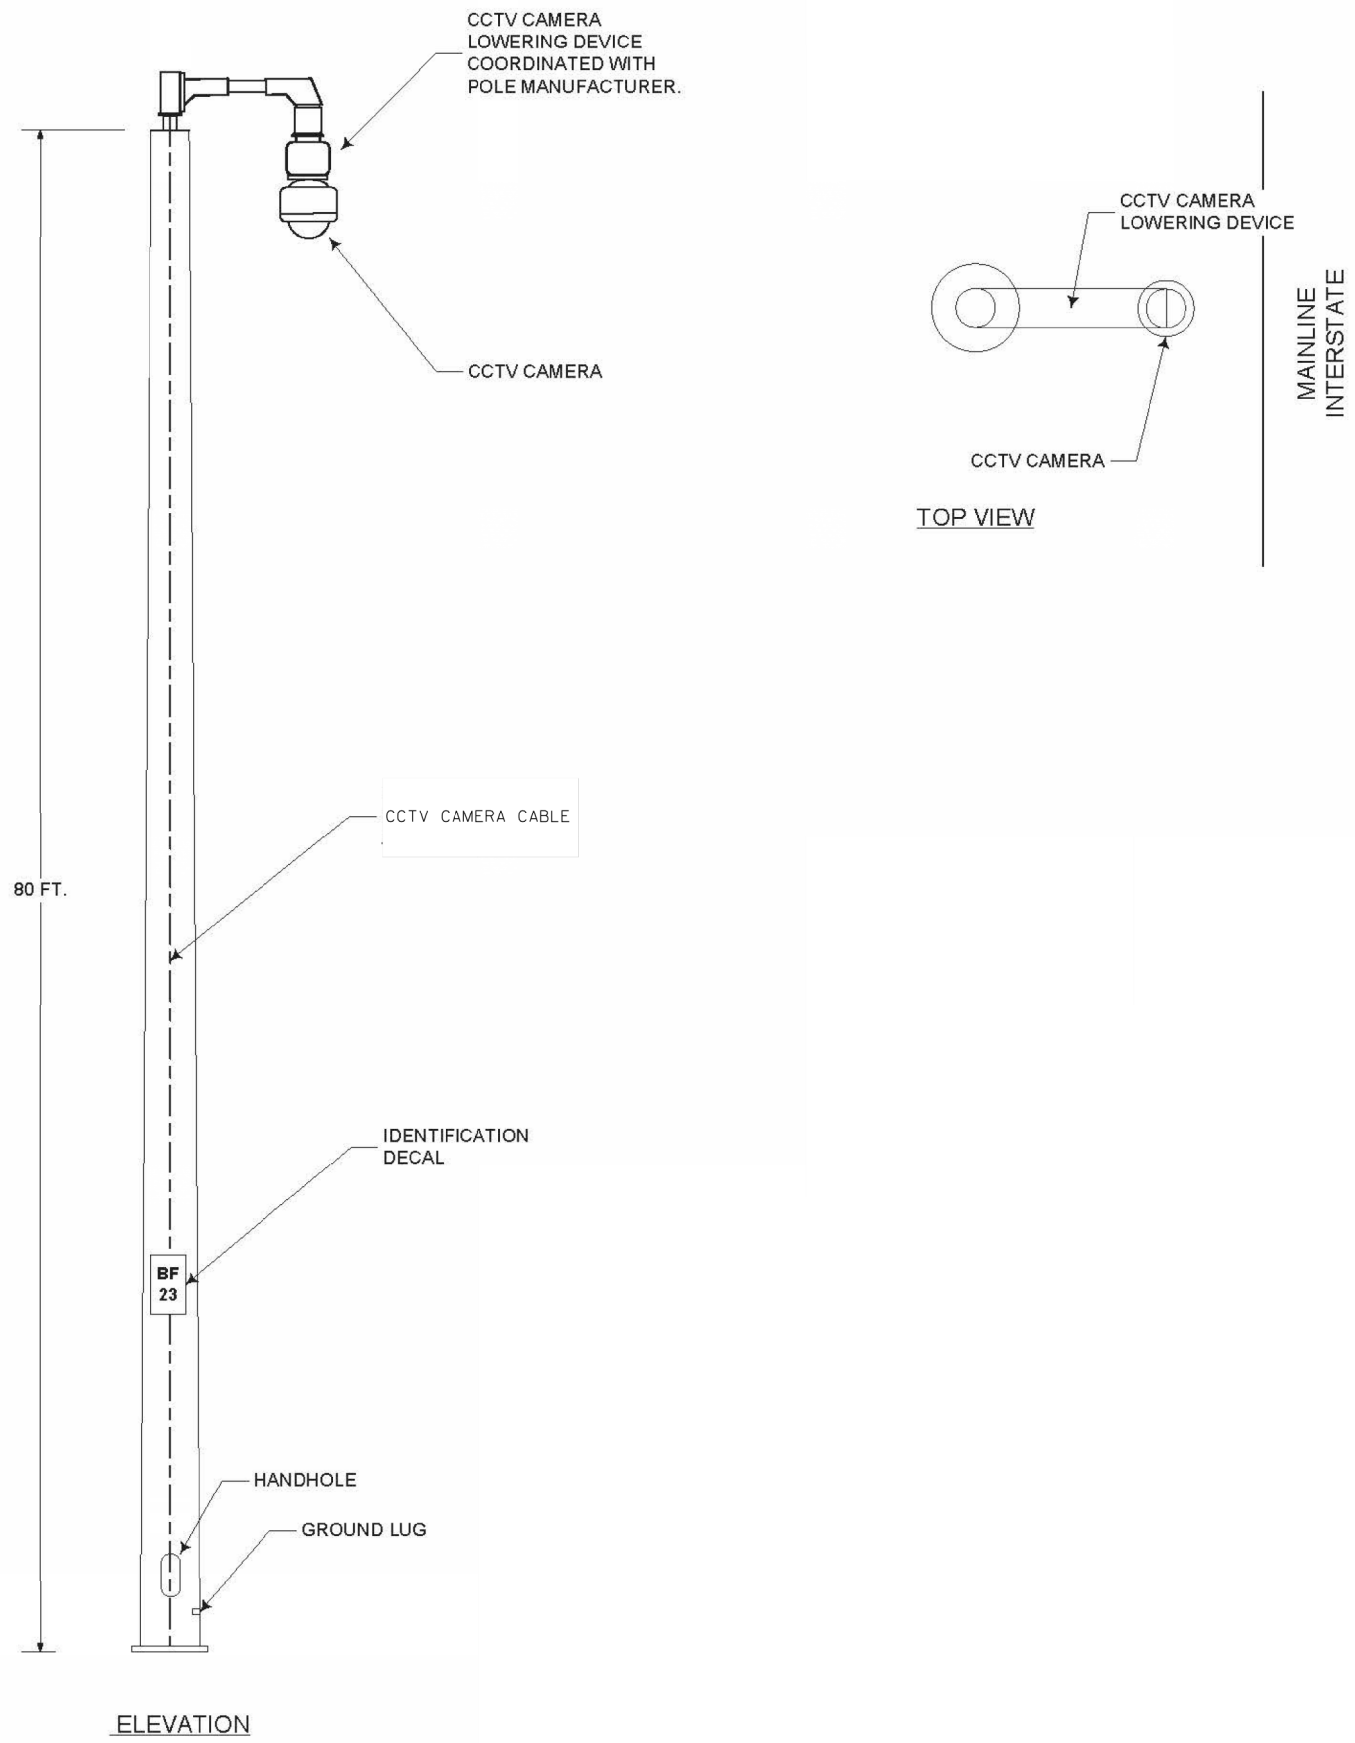 CCTV CAMERA
LOWERING DEVICE
COORDINATED WITH
POLE MANUFACTURER.
CCTV CAMERA
LOWERING DEVICE
MAINLINE
INTERSTATE
CCTV CAMERA
CCTV CAMERA
TOP VIEW
CCTV CAMERA CABLE
80 FT.
IDENTIFICATION
DECAL
BF
23
HANDHOLE
GROUND LUG
ELEVATION